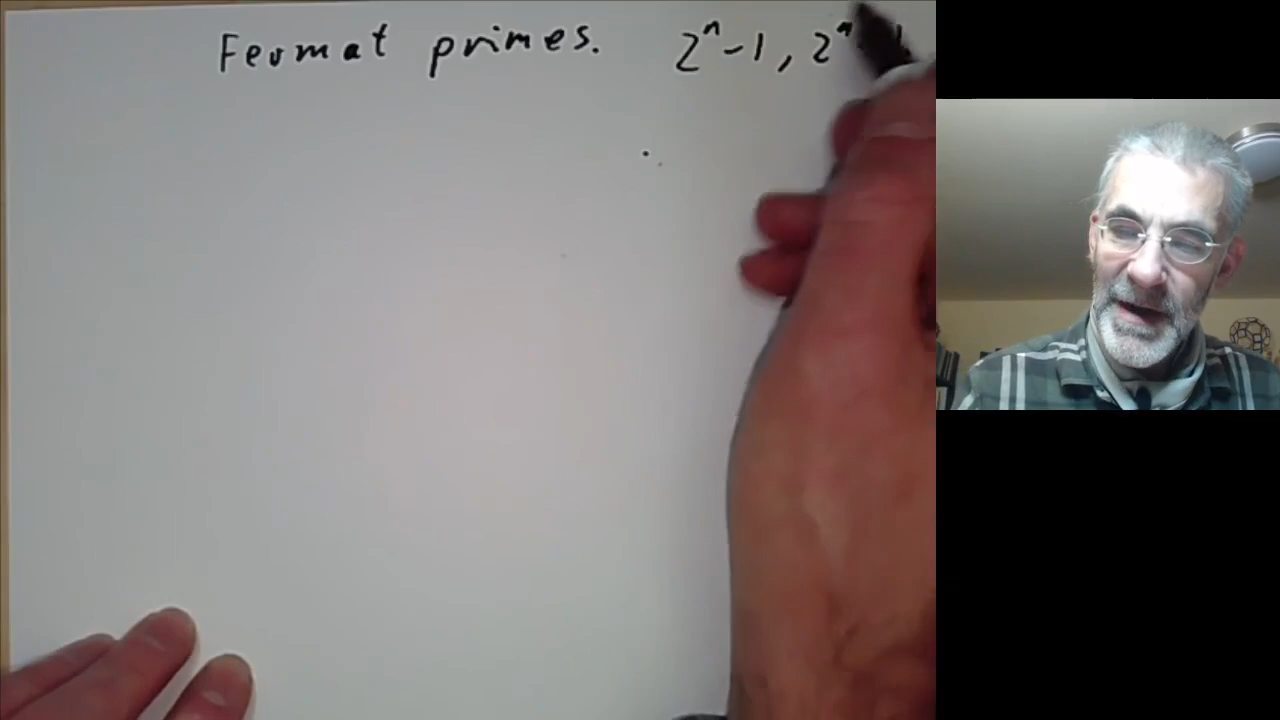 Fermat primes. 2ⁿ-1, 2ⁿ